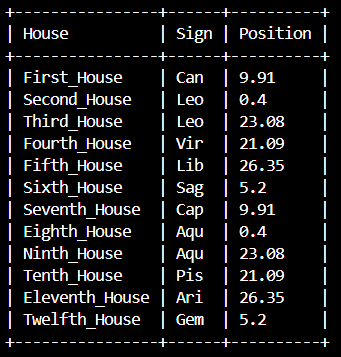 +----------------+------+----------+
| House          | Sign | Position |
+----------------+------+----------+
| First_House    | Can  | 9.91     |
| Second_House   | Leo  | 0.4      |
| Third_House    | Leo  | 23.08    |
| Fourth_House   | Vir  | 21.09    |
| Fifth_House    | Lib  | 26.35    |
| Sixth_House    | Sag  | 5.2      |
| Seventh_House  | Cap  | 9.91     |
| Eighth_House   | Aqu  | 0.4      |
| Ninth_House    | Aqu  | 23.08    |
| Tenth_House    | Pis  | 21.09    |
| Eleventh_House | Ari  | 26.35    |
| Twelfth_House  | Gem  | 5.2      |
+----------------+------+----------+